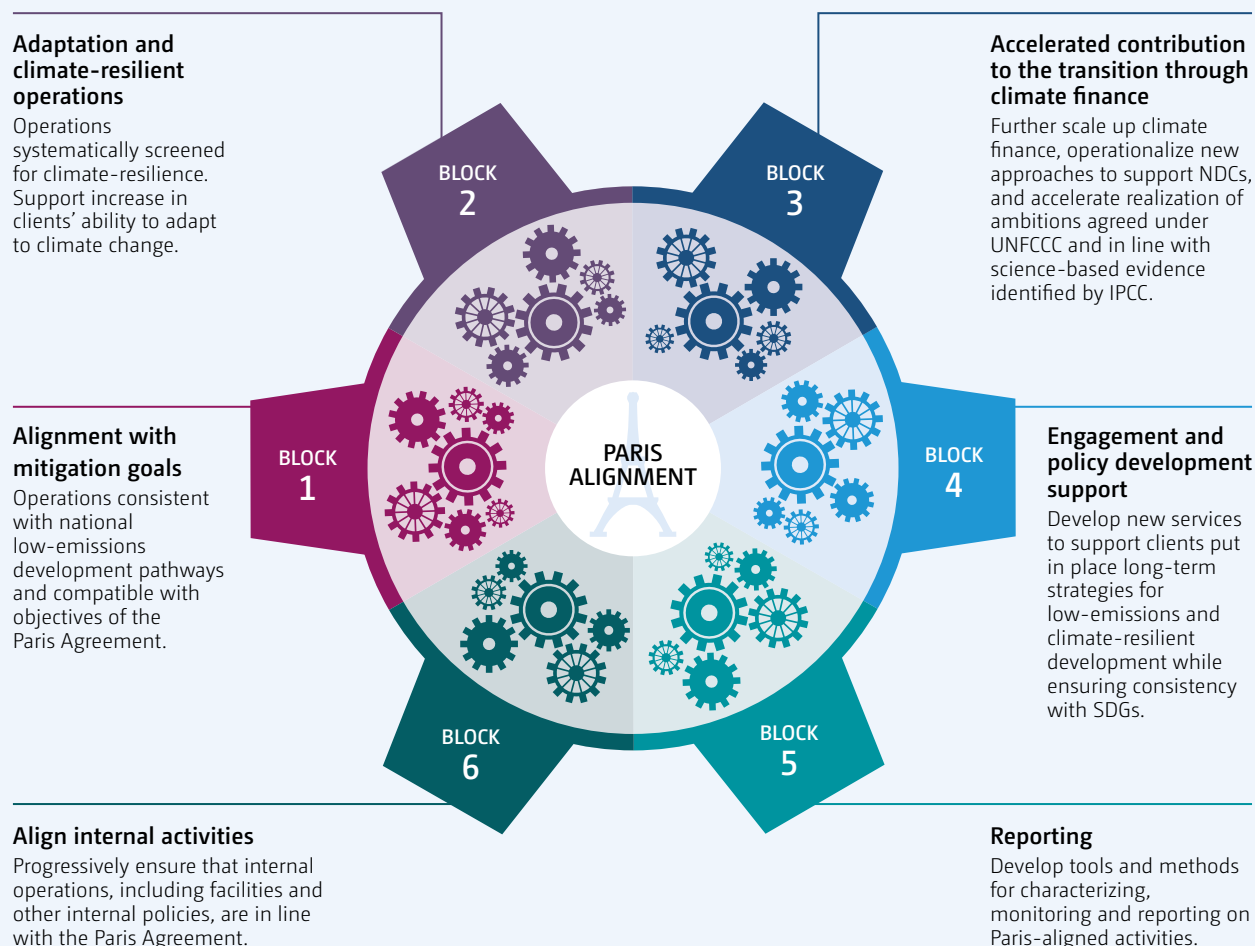 Adaptation and
climate-resilient
operations
Operations
systematically screened
for climate-resilience.
Support increase in
clients’ ability to adapt
to climate change.
BLOCK
2
BLOCK
3
Accelerated contribution
to the transition through
climate finance
Further scale up climate
finance, operationalize new
approaches to support NDCs,
and accelerate realization of
ambitions agreed under
UNFCCC and in line with
science-based evidence
identified by IPCC.
Alignment with
mitigation goals
Operations consistent
with national
low-emissions
development pathways
and compatible with
objectives of the
Paris Agreement.
BLOCK
1
PARIS
ALIGNMENT
BLOCK
4
Engagement and
policy development
support
Develop new services
to support clients put
in place long-term
strategies for
low-emissions and
climate-resilient
development while
ensuring consistency
with SDGs.
BLOCK
6
BLOCK
5
Align internal activities
Progressively ensure that internal
operations, including facilities and
other internal policies, are in line
with the Paris Agreement.
Reporting
Develop tools and methods
for characterizing,
monitoring and reporting on
Paris-aligned activities.